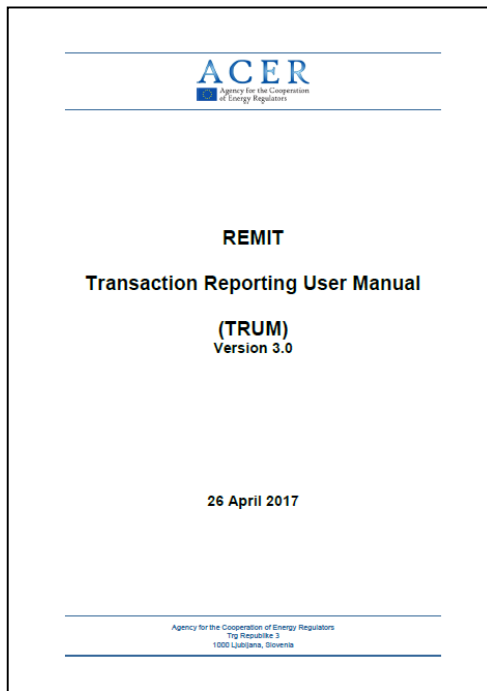 ACER
Agency for the Cooperation
of Energy Regulators
REMIT
Transaction Reporting User Manual
(TRUM)
Version 3.0
26 April 2017
Agency for the Cooperation of Energy Regulators
Trg Republike 3
1000 Ljubljana, Slovenia